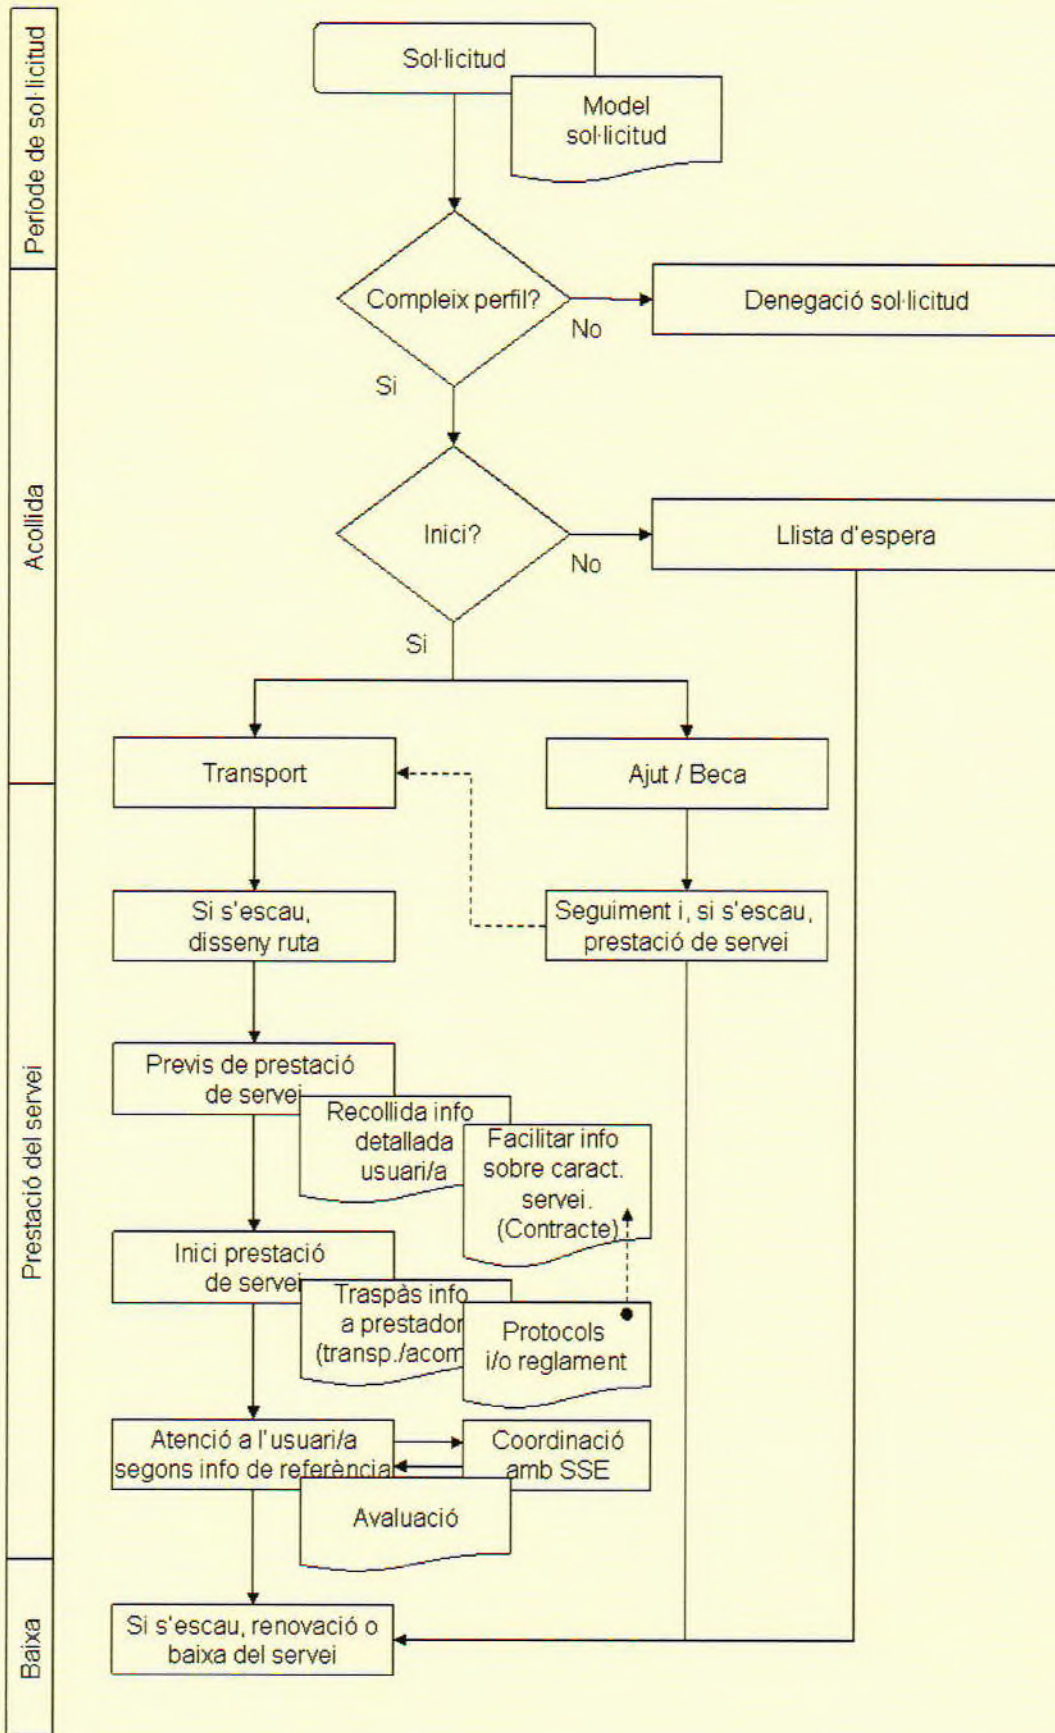 Període de sol·licitud
Sol·licitud
Model
sol·licitud
Acollida
Compleix perfil?
No
Denegació sol·licitud
Si
Inici?
No
Llista d'espera
Si
Transport
Ajut / Beca
Prestació del servei
Si s'escau,
disseny ruta
Seguiment i, si s'escau,
prestació de servei
Previs de prestació
de servei
Recollida info
detallada
usuari/a
Facilitar info
sobre caract.
servei.
(Contracte)
Inici prestació
de servei
Traspàs info
a prestador
(transp./acom
Protocols
i/o reglament
Atenció a l'usuari/a
segons info de referència
Coordinació
amb SSE
Avaluació
Baixa
Si s'escau, renovació o
baixa del servei